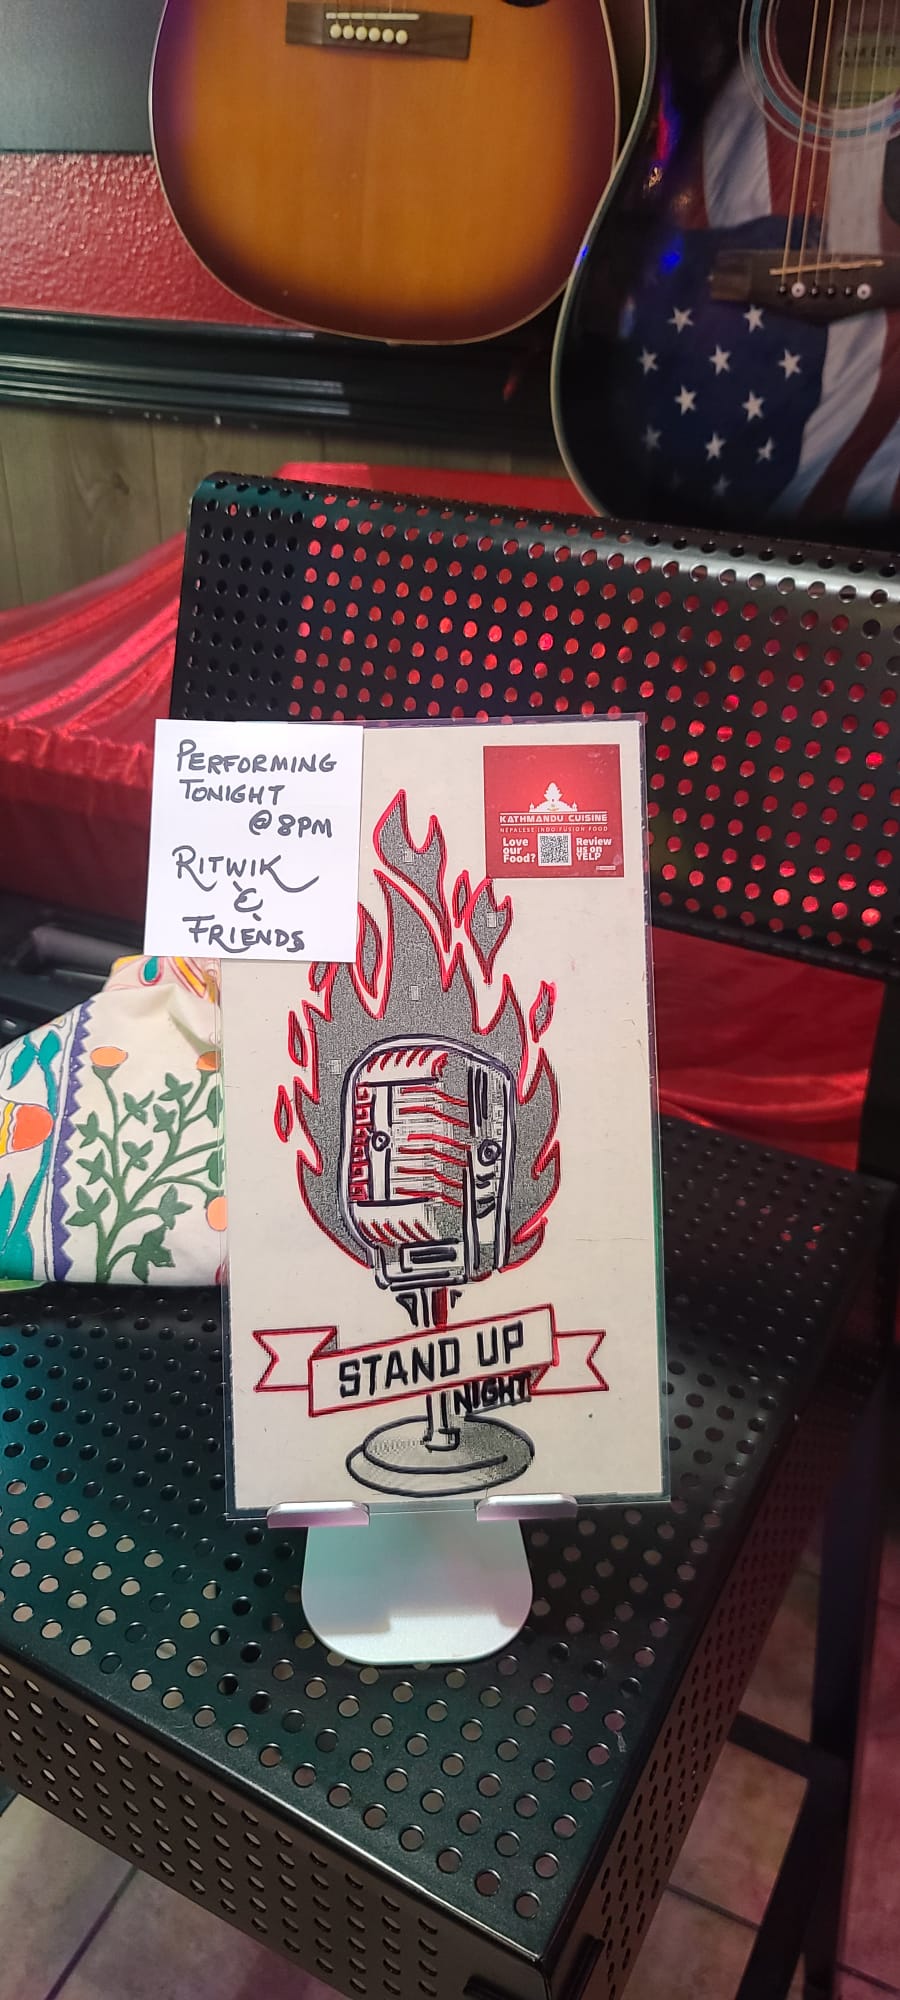 PERFORMING
TONIGHT
@ 8PM
RITWIK
&
FRIENDS
KATHMANDU CUISINE
NEPALESE INDO FUSION FOOD
Love
our
Food?
Review
us on
YELP
STAND UP
NIGHT